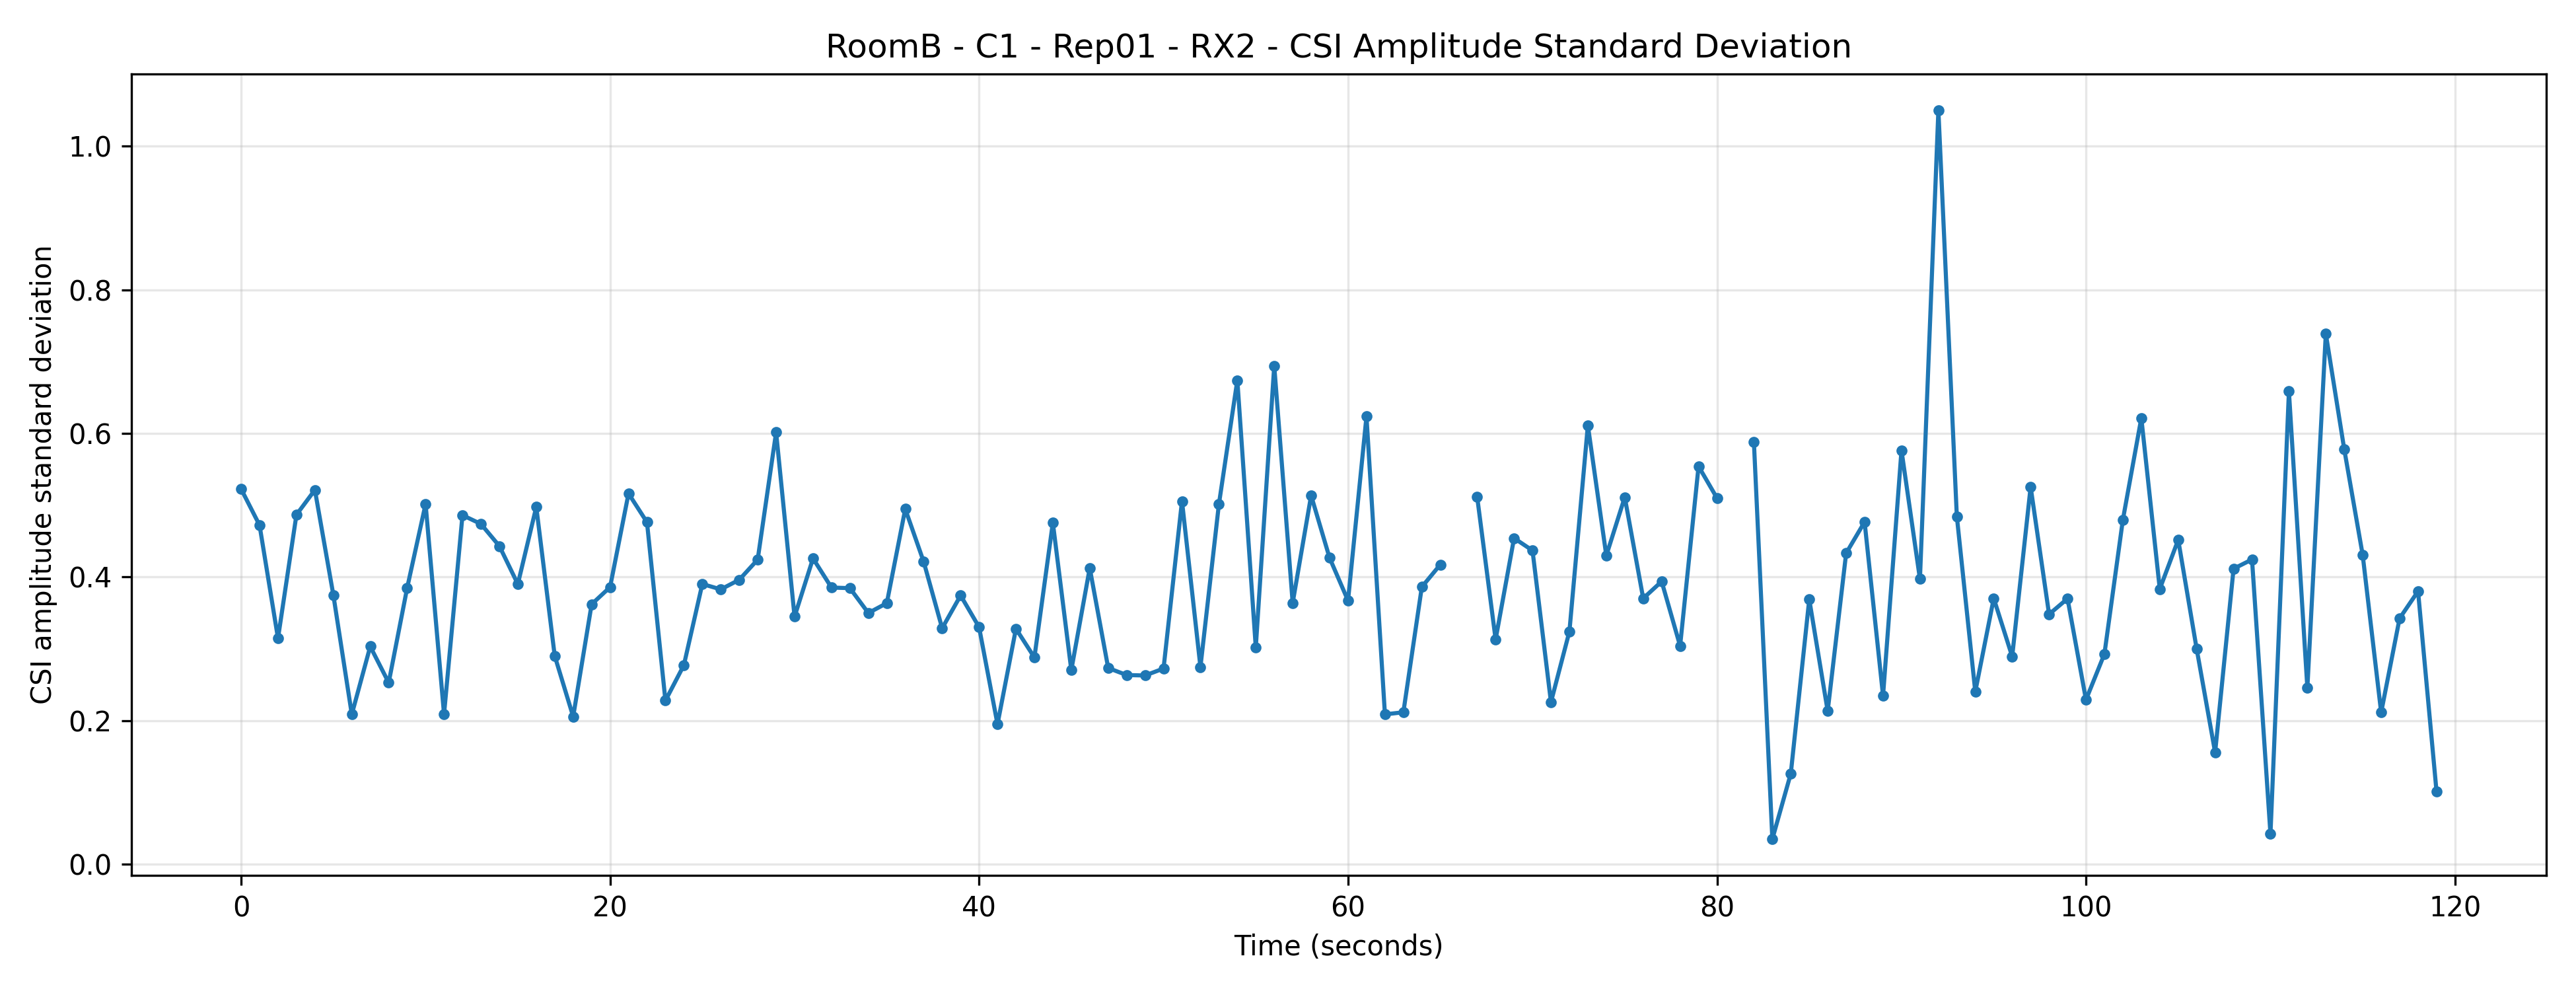 RoomB - C1 - Rep01 - RX2 - CSI Amplitude Standard Deviation
CSI amplitude standard deviation
1.0
0.8
0.6
0.4
0.2
0.0
0 20 40 60 80 100 120
Time (seconds)